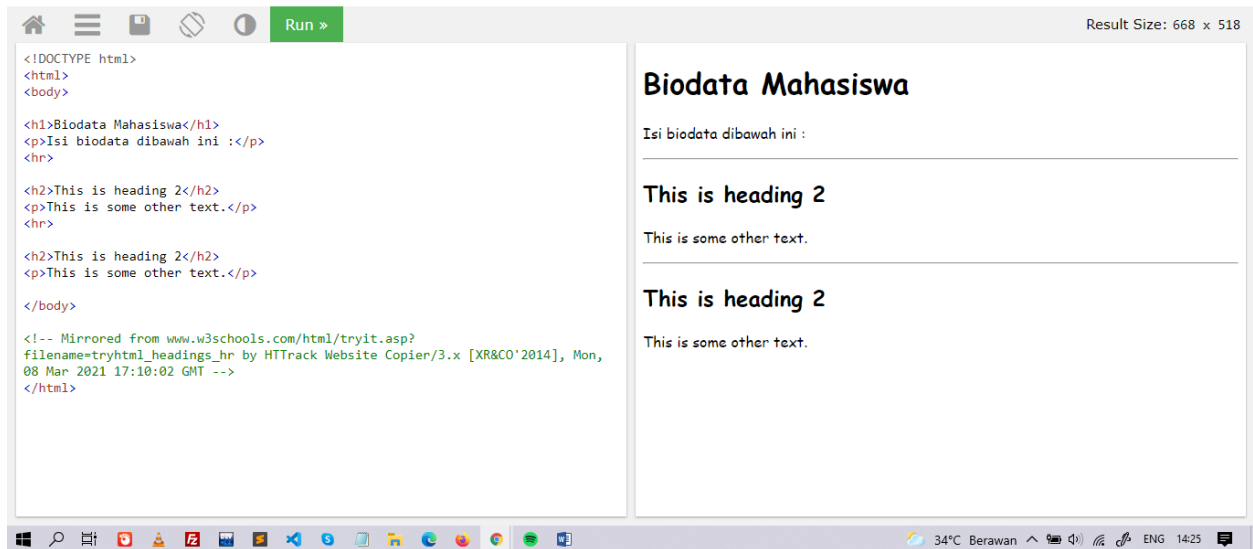 Run »
Result Size: 668 x 518
<!DOCTYPE html>
<html>
<body>
<h1>Biodata Mahasiswa</h1>
<p>Isi biodata dibawah ini :</p>
<hr>
<h2>This is heading 2</h2>
<p>This is some other text.</p>
<hr>
<h2>This is heading 2</h2>
<p>This is some other text.</p>
</body>
<!-- Mirrored from www.w3schools.com/html/tryit.asp?
filename=tryhtml_headings_hr by HTTrack Website Copier/3.x [XR&CO'2014], Mon,
08 Mar 2021 17:10:02 GMT -->
</html>
Biodata Mahasiswa
Isi biodata dibawah ini :
This is heading 2
This is some other text.
This is heading 2
This is some other text.
34°C Berawan ENG 14:25